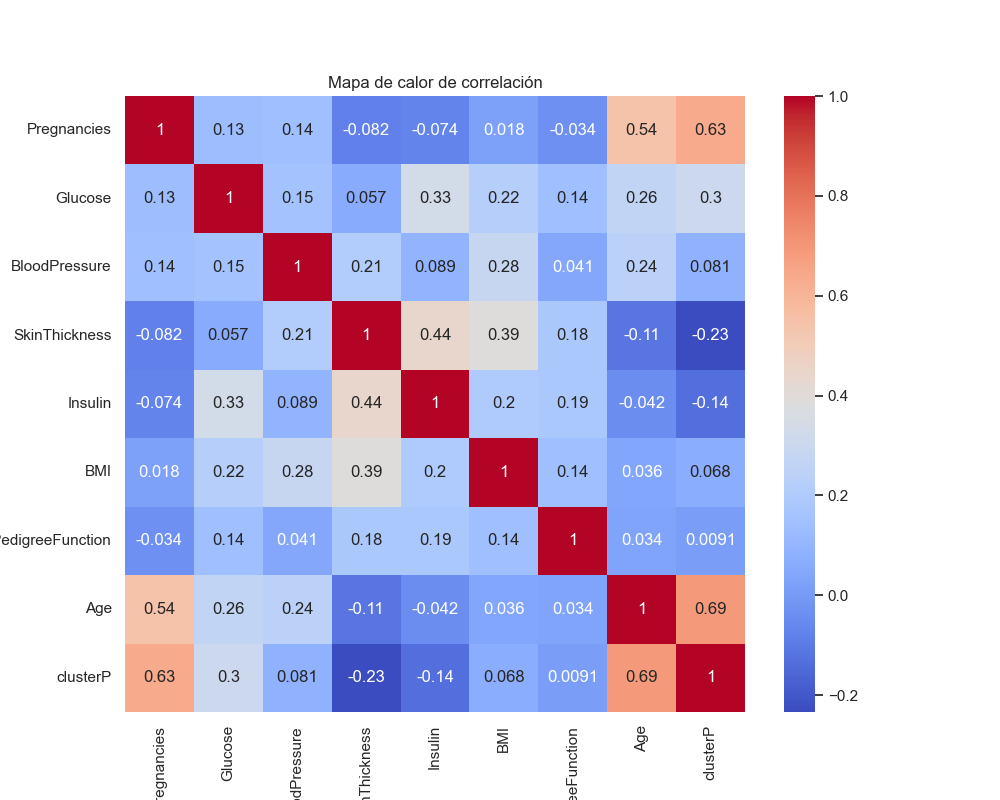 Mapa de calor de correlación
Pregnancies 1 0.13 0.14 -0.082 -0.074 0.018 -0.034 0.54 0.63
Glucose 0.13 1 0.15 0.057 0.33 0.22 0.14 0.26 0.3
BloodPressure 0.14 0.15 1 0.21 0.089 0.28 0.041 0.24 0.081
SkinThickness -0.082 0.057 0.21 1 0.44 0.39 0.18 -0.11 -0.23
Insulin -0.074 0.33 0.089 0.44 1 0.2 0.19 -0.042 -0.14
BMI 0.018 0.22 0.28 0.39 0.2 1 0.14 0.036 0.068
PedigreeFunction -0.034 0.14 0.041 0.18 0.19 0.14 1 0.034 0.0091
Age 0.54 0.26 0.24 -0.11 -0.042 0.036 0.034 1 0.69
clusterP 0.63 0.3 0.081 -0.23 -0.14 0.068 0.0091 0.69 1
regnancies
Glucose
dPressure
nThickness
Insulin
BMI
eeFunction
Age
clusterP
1.0
0.8
0.6
0.4
0.2
0.0
−0.2